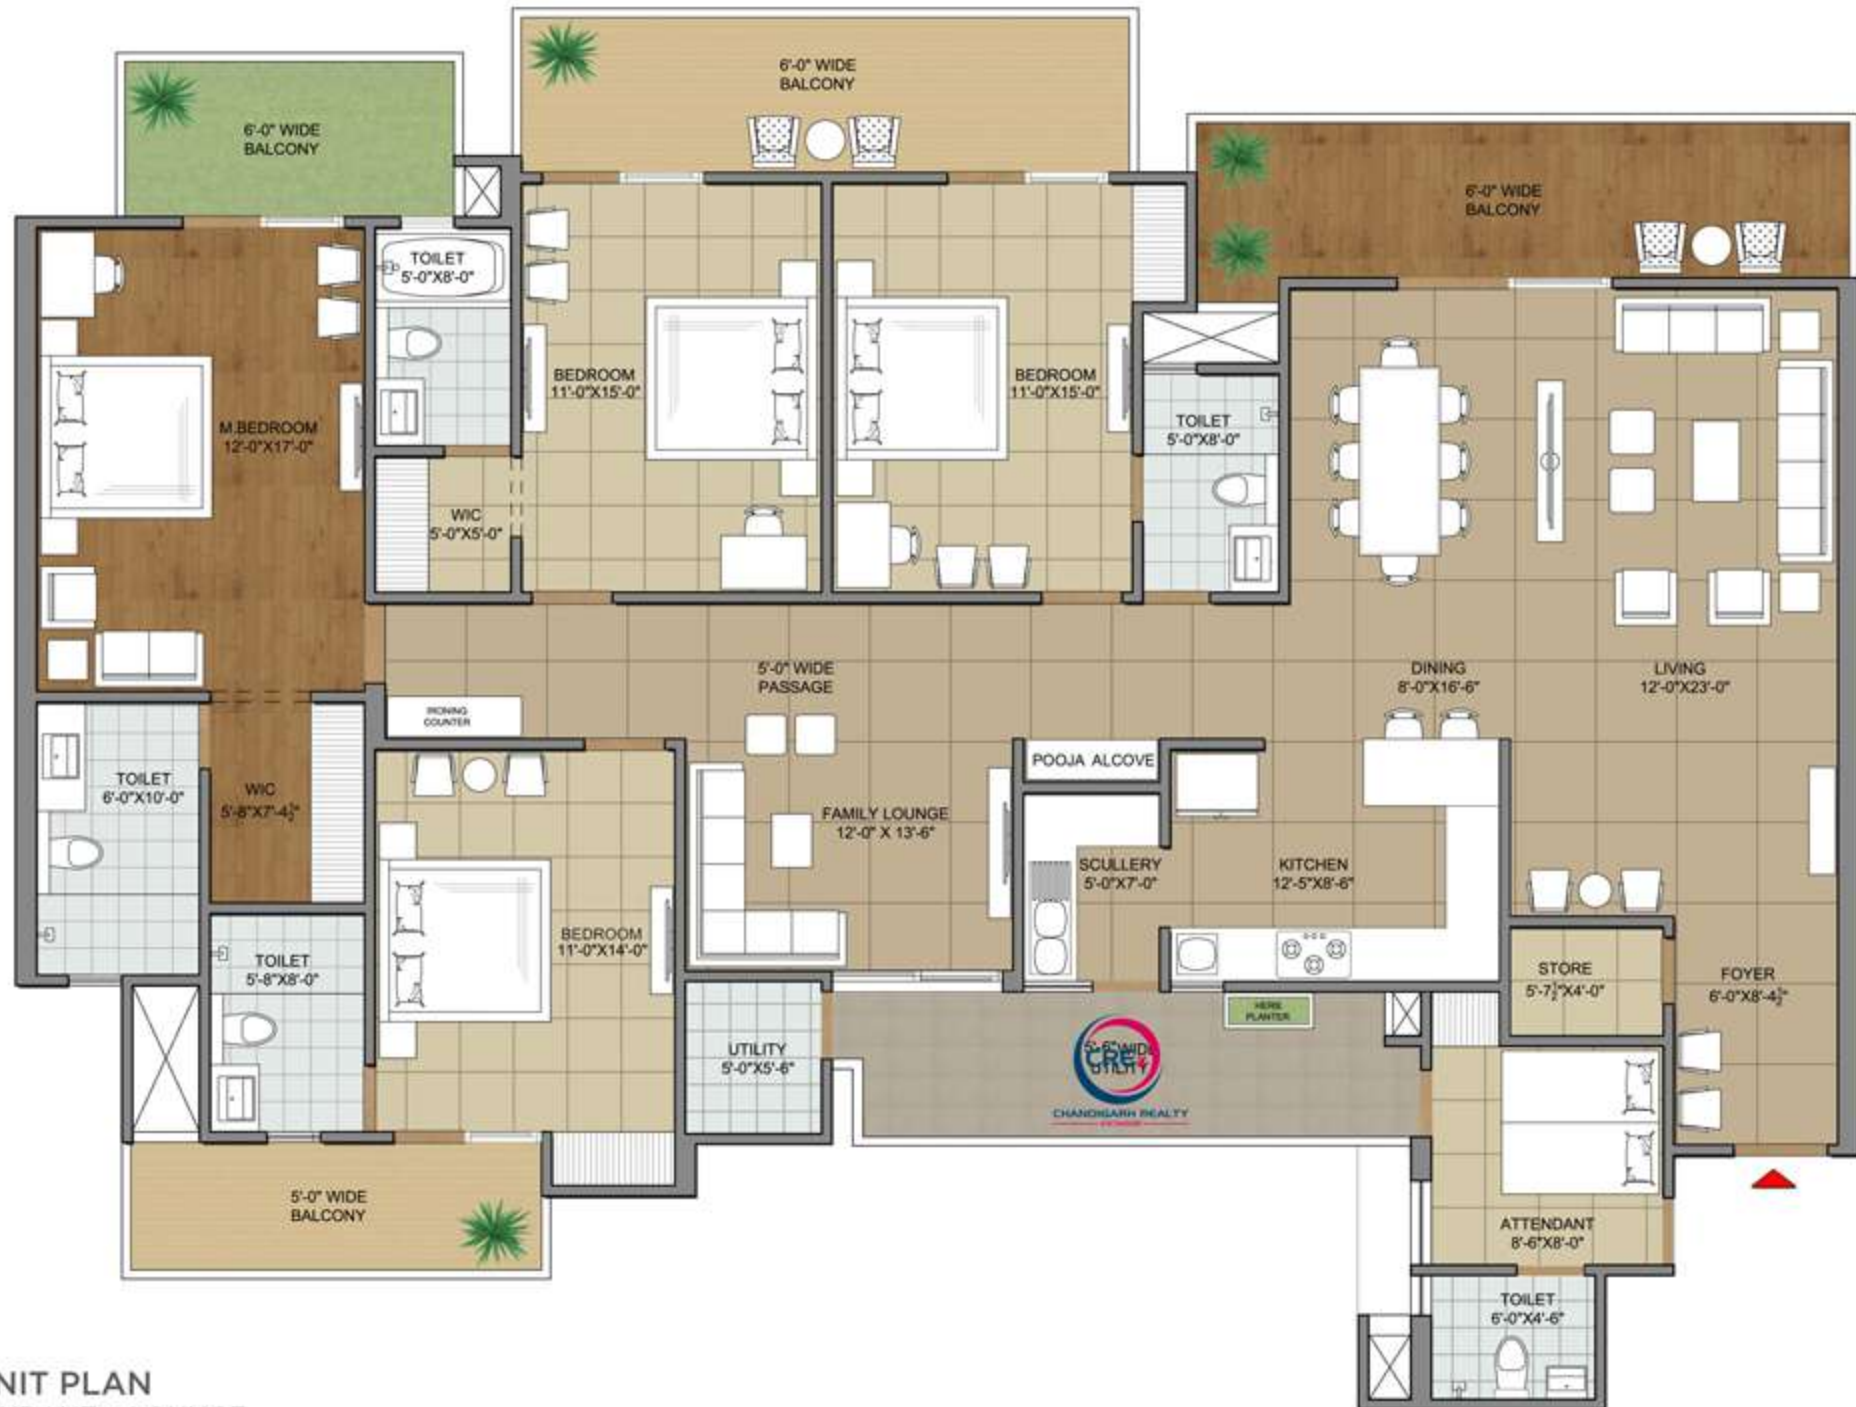 6'-0" WIDE
BALCONY
6'-0" WIDE
BALCONY
6'-0" WIDE
BALCONY
TOILET
5'-0"X8'-0"
BEDROOM
11'-0"X15'-0"
BEDROOM
11'-0"X15'-0"
M.BEDROOM
12'-0"X17'-0"
TOILET
5'-0"X8'-0"
WIC
5'-0"X5'-0"
5'-0" WIDE
PASSAGE
DINING
8'-0"X16'-6"
LIVING
12'-0"X23'-0"
IRONING
COUNTER
POOJA ALCOVE
TOILET
6'-0"X10'-0"
WIC
5'-8"X7'-4½"
FAMILY LOUNGE
12'-0" X 13'-6"
SCULLERY
5'-0"X7'-0"
KITCHEN
12'-5"X8'-6"
BEDROOM
11'-0"X14'-0"
TOILET
5'-8"X8'-0"
STORE
5'-7½"X4'-0"
FOYER
6'-0"X8'-4½"
HERB
PLANTER
UTILITY
5'-0"X5'-6"
5'-6" WIDE
UTILITY
CRE
CHANDIGARH REALTY
5'-0" WIDE
BALCONY
ATTENDANT
8'-6"X8'-0"
TOILET
6'-0"X4'-6"
NIT PLAN